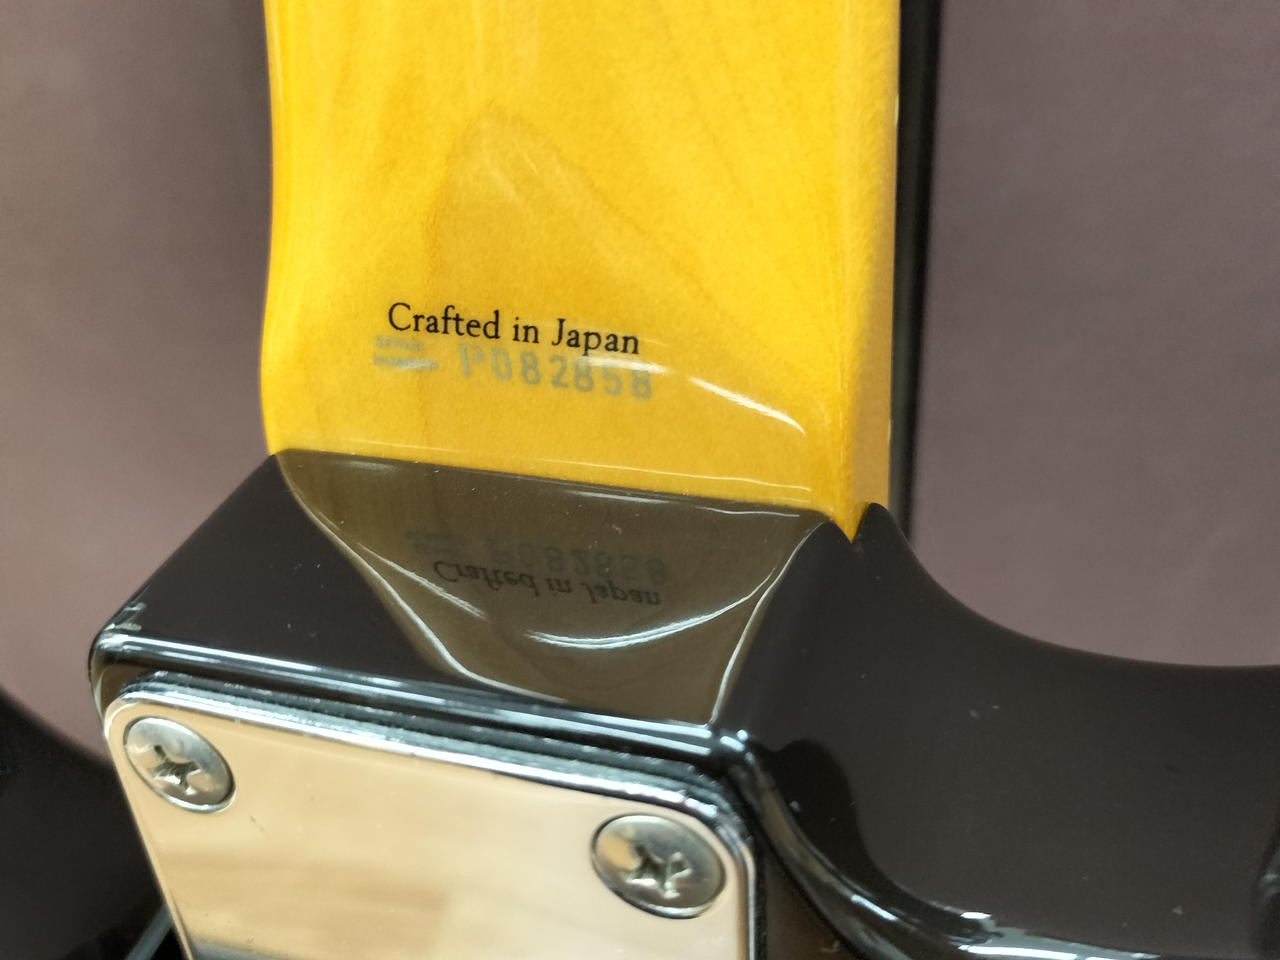 Crafted in Japan
SERIAL
NUMBER P082858